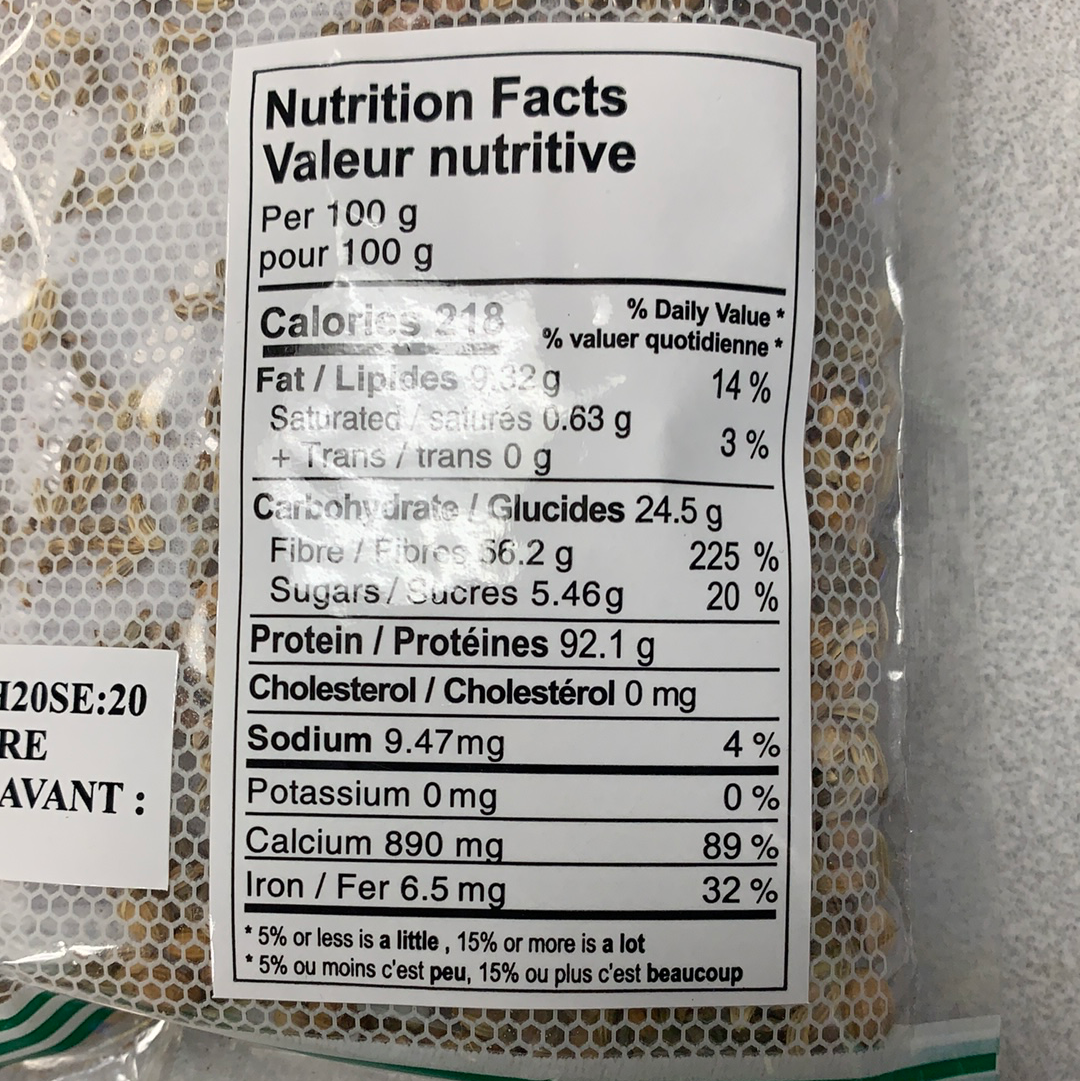 Nutrition Facts
Valeur nutritive
Per 100 g
pour 100 g
Calories 218
% Daily Value *
% valuer quotidienne *
Fat / Lipides 9.32 g 14 %
Saturated / saturés 0.63 g
+ Trans / trans 0 g 3 %
Carbohydrate / Glucides 24.5 g
Fibre / Fibres 56.2 g 225 %
Sugars / Sucres 5.46g 20 %
Protein / Protéines 92.1 g
Cholesterol / Cholestérol 0 mg
Sodium 9.47mg 4 %
Potassium 0 mg 0 %
Calcium 890 mg 89 %
Iron / Fer 6.5 mg 32 %
* 5% or less is a little , 15% or more is a lot
* 5% ou moins c'est peu, 15% ou plus c'est beaucoup
H20SE:20
RE
AVANT :